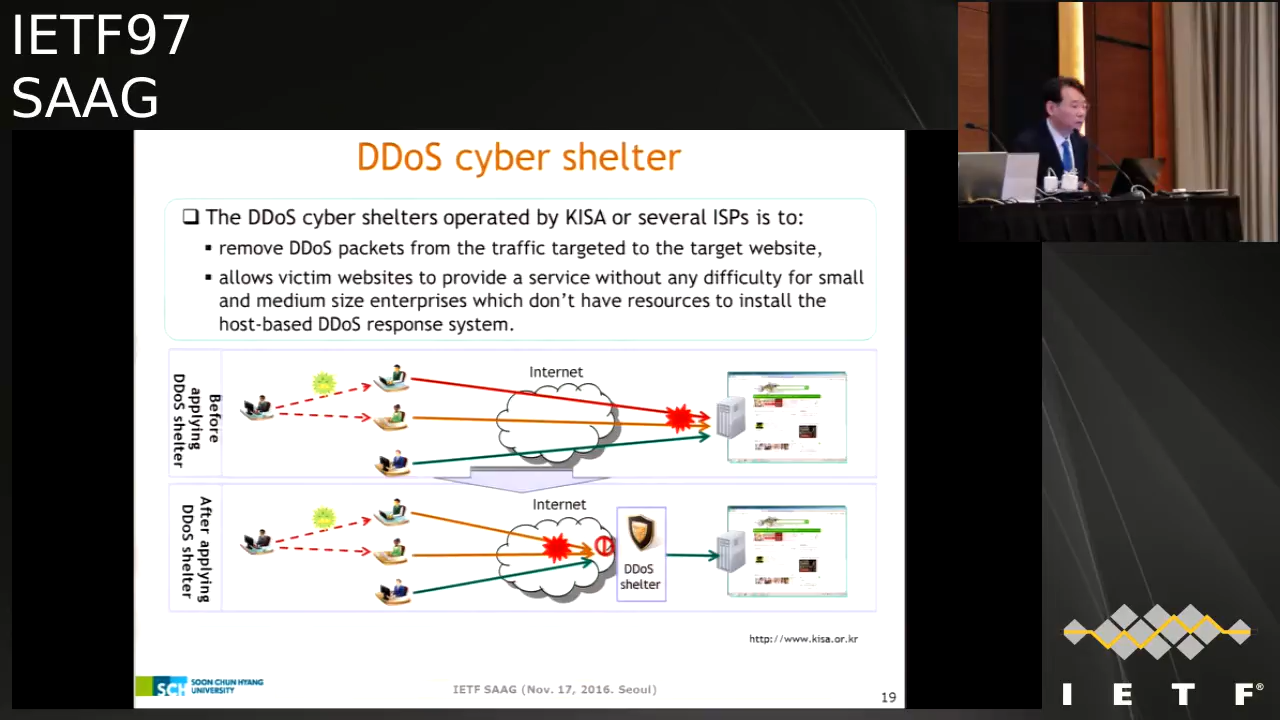 IETF97
SAAG
DDoS cyber shelter
❑ The DDoS cyber shelters operated by KISA or several ISPs is to:
▪ remove DDoS packets from the traffic targeted to the target website,
▪ allows victim websites to provide a service without any difficulty for small
and medium size enterprises which don't have resources to install the
host-based DDoS response system.
Before
applying
DDoS shelter
Internet
After applying
DDoS shelter
Internet
DDoS
shelter
http://www.kisa.or.kr
SCH
SOON CHUN HYANG
UNIVERSITY
IETF SAAG (Nov. 17, 2016. Seoul)
19
I E T F®